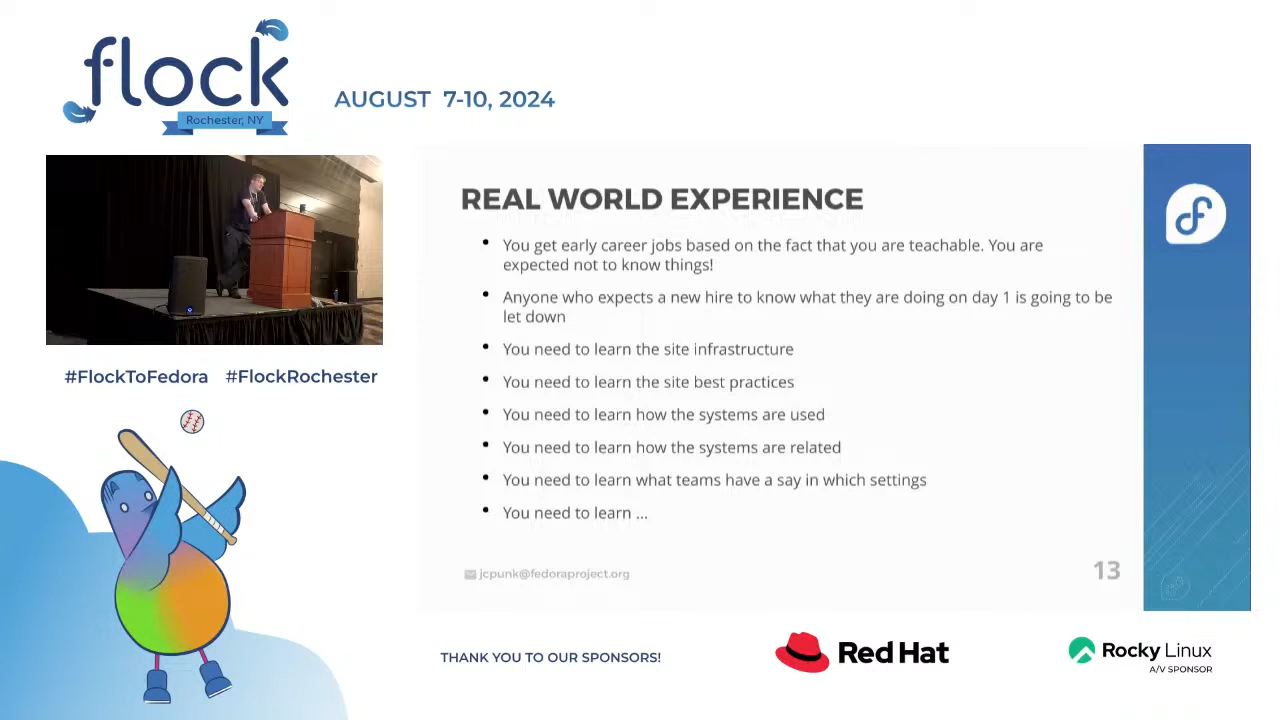 flock
Rochester, NY
AUGUST 7-10, 2024
#FlockToFedora #FlockRochester
REAL WORLD EXPERIENCE
• You get early career jobs based on the fact that you are teachable. You are
expected not to know things!
• Anyone who expects a new hire to know what they are doing on day 1 is going to be
let down
• You need to learn the site infrastructure
• You need to learn the site best practices
• You need to learn how the systems are used
• You need to learn how the systems are related
• You need to learn what teams have a say in which settings
• You need to learn ...
jcpunk@fedoraproject.org
13
THANK YOU TO OUR SPONSORS!
Red Hat
Rocky Linux
A/V SPONSOR